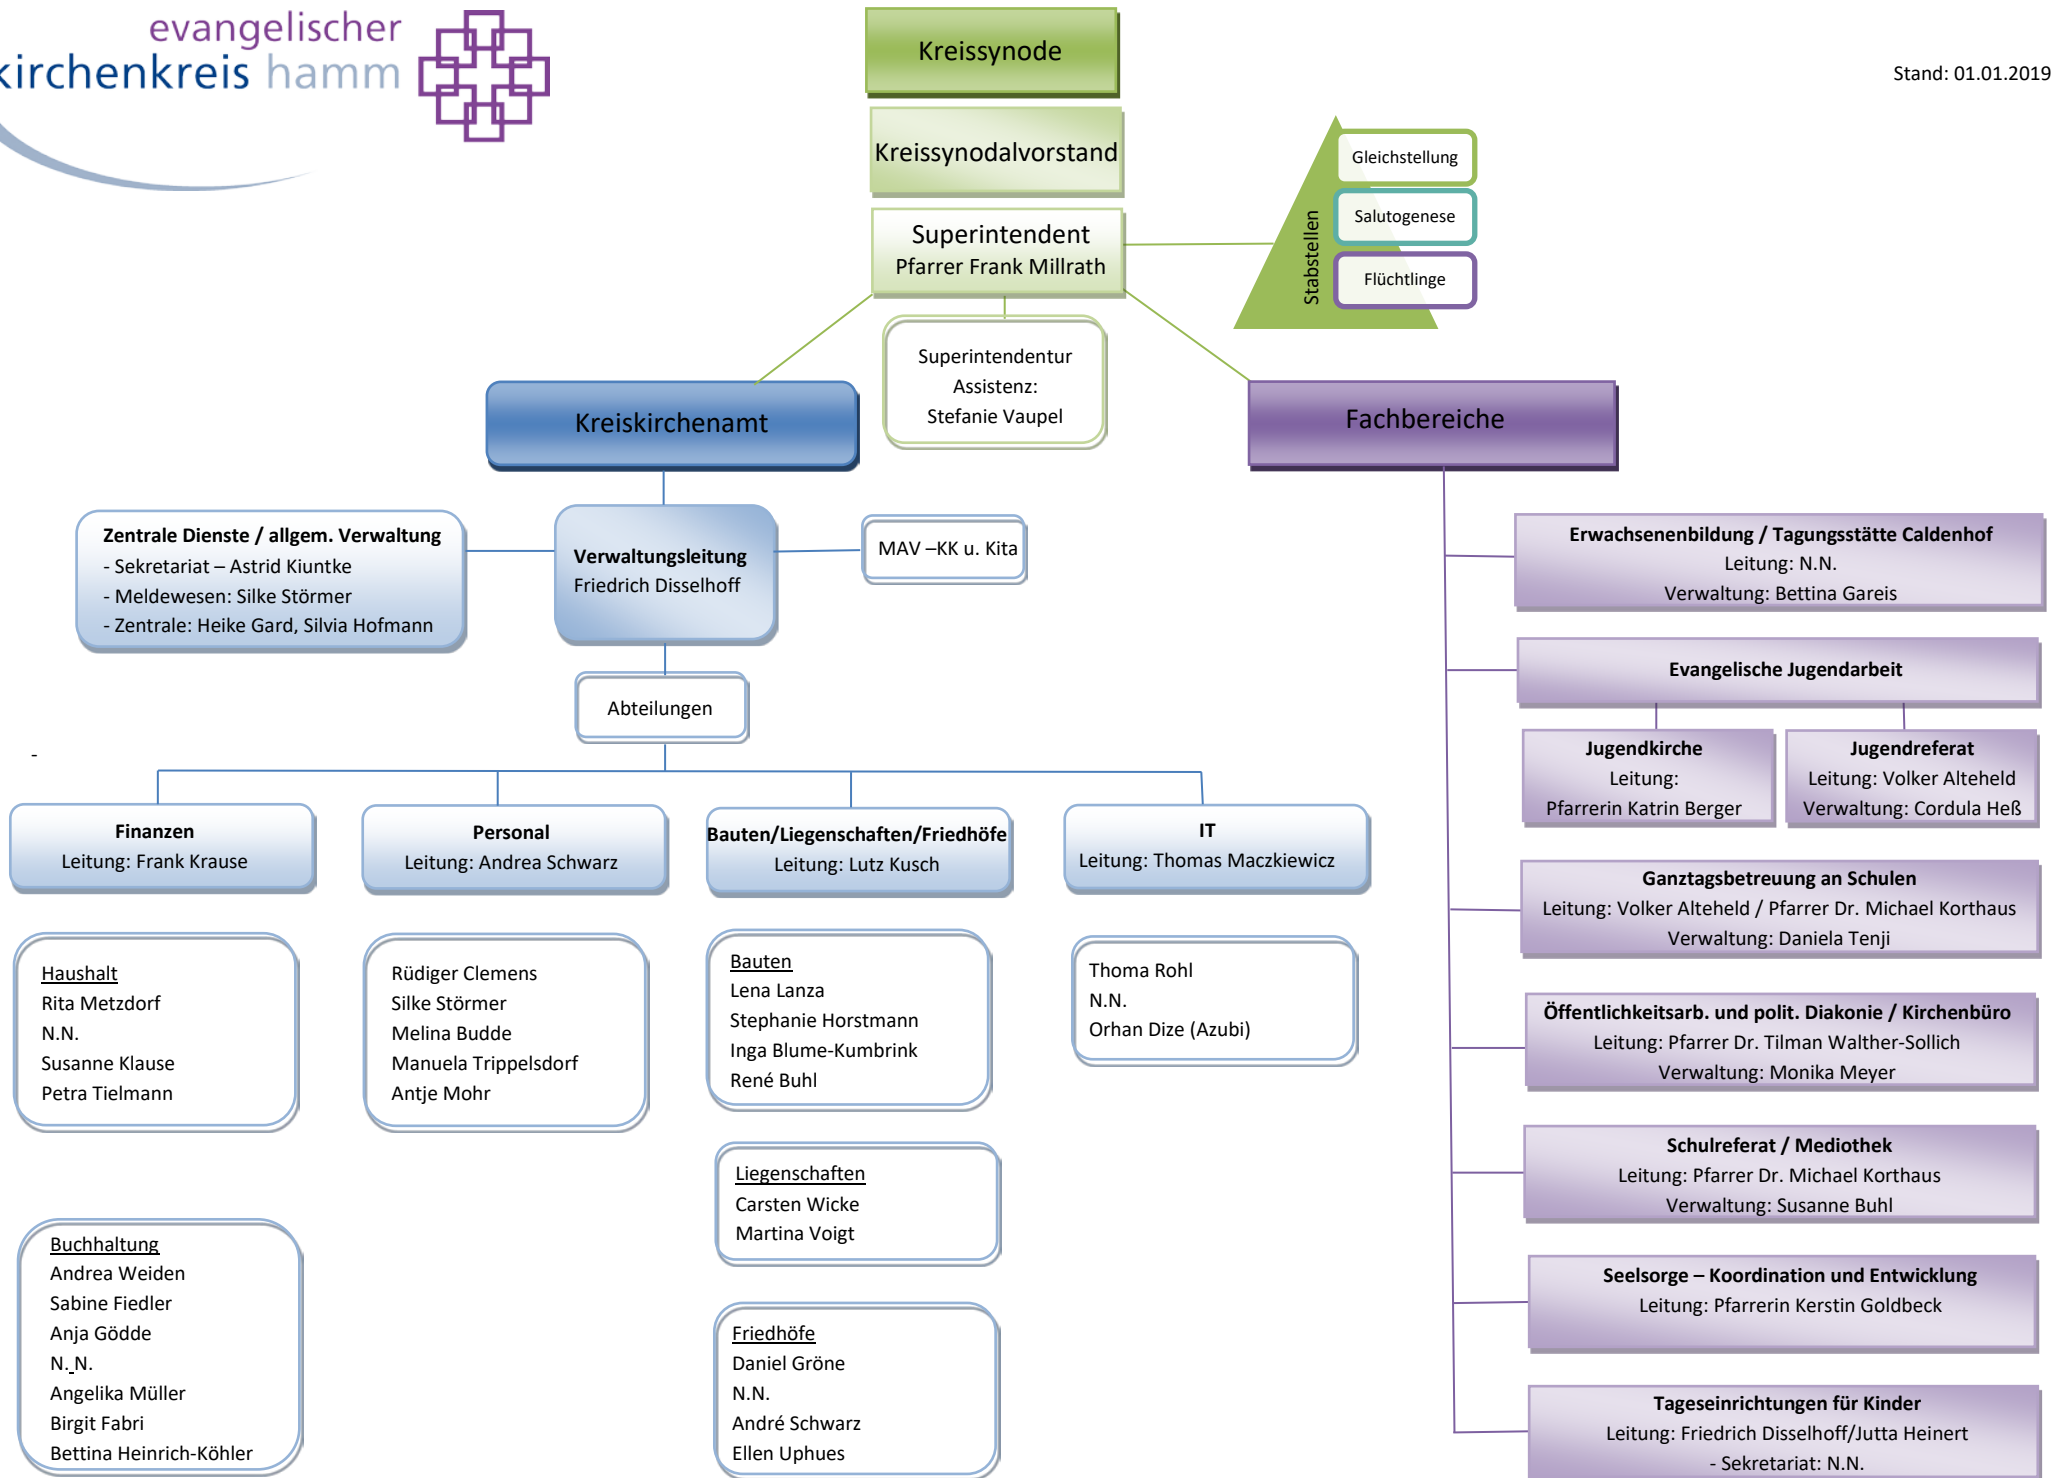 evangelischer
kirchenkreis hamm
Stand: 01.01.2019
Kreissynode
Kreissynodalvorstand
Superintendent
Pfarrer Frank Millrath
Stabstellen
Gleichstellung
Salutogenese
Flüchtlinge
Superintendentur
Assistenz:
Stefanie Vaupel
Kreiskirchenamt
Fachbereiche
Zentrale Dienste / allgem. Verwaltung
- Sekretariat – Astrid Kiuntke
- Meldewesen: Silke Störmer
- Zentrale: Heike Gard, Silvia Hofmann
Verwaltungsleitung
Friedrich Disselhoff
MAV –KK u. Kita
Abteilungen
-
Finanzen
Leitung: Frank Krause
Personal
Leitung: Andrea Schwarz
Bauten/Liegenschaften/Friedhöfe
Leitung: Lutz Kusch
IT
Leitung: Thomas Maczkiewicz
Haushalt
Rita Metzdorf
N.N.
Susanne Klause
Petra Tielmann
Rüdiger Clemens
Silke Störmer
Melina Budde
Manuela Trippelsdorf
Antje Mohr
Bauten
Lena Lanza
Stephanie Horstmann
Inga Blume-Kumbrink
René Buhl
Thoma Rohl
N.N.
Orhan Dize (Azubi)
Liegenschaften
Carsten Wicke
Martina Voigt
Buchhaltung
Andrea Weiden
Sabine Fiedler
Anja Gödde
N. N.
Angelika Müller
Birgit Fabri
Bettina Heinrich-Köhler
Friedhöfe
Daniel Gröne
N.N.
André Schwarz
Ellen Uphues
Erwachsenenbildung / Tagungsstätte Caldenhof
Leitung: N.N.
Verwaltung: Bettina Gareis
Evangelische Jugendarbeit
Jugendkirche
Leitung:
Pfarrerin Katrin Berger
Jugendreferat
Leitung: Volker Alteheld
Verwaltung: Cordula Heß
Ganztagsbetreuung an Schulen
Leitung: Volker Alteheld / Pfarrer Dr. Michael Korthaus
Verwaltung: Daniela Tenji
Öffentlichkeitsarb. und polit. Diakonie / Kirchenbüro
Leitung: Pfarrer Dr. Tilman Walther-Sollich
Verwaltung: Monika Meyer
Schulreferat / Mediothek
Leitung: Pfarrer Dr. Michael Korthaus
Verwaltung: Susanne Buhl
Seelsorge – Koordination und Entwicklung
Leitung: Pfarrerin Kerstin Goldbeck
Tageseinrichtungen für Kinder
Leitung: Friedrich Disselhoff/Jutta Heinert
- Sekretariat: N.N.